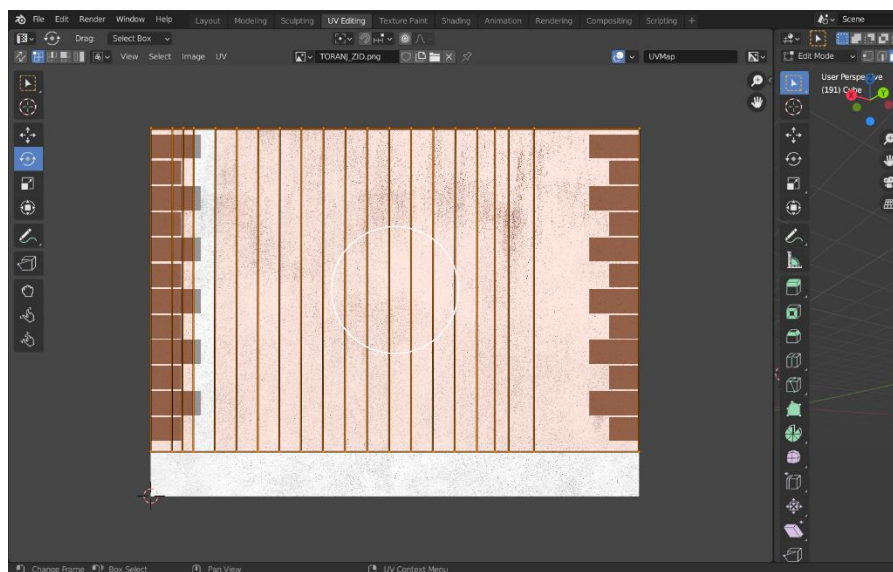 File Edit Render Window Help Layout Modeling Sculpting UV Editing Texture Paint Shading Animation Rendering Compositing Scripting + Scene
Drag: Select Box
View Select Image UV TORANJ_ZID.png UVMap Edit Mode
User Perspective
(191) Cube
X Y
Change Frame Box Select Pan View UV Context Menu